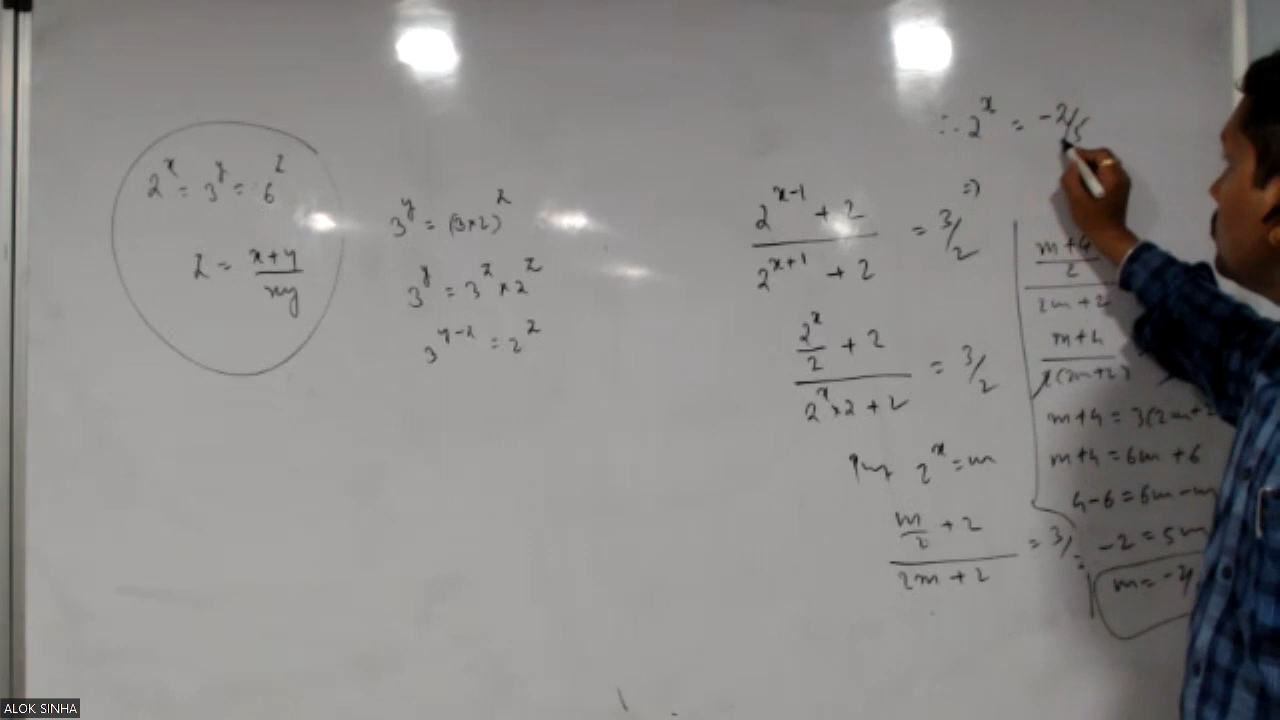 2^x = 3^y = 6^z
z = x+y/xy
3^y = (3×2)^z
3^y = 3^z × 2^z
3^y-z = 2^z
∴ 2^x = -2/5
=>
2^x-1 + 2 / 2^x+1 + 2 = 3/2
2^x/2 + 2 / 2^x×2 + 2 = 3/2
2^x = m
m/2 + 2 / 2m + 2 = 3/
m+4/2 / 2m+2
m+4 / 2(2m+2)
m+4 = 3(2m+2
m+4 = 6m+6
4-6 = 6m-m
-2 = 5m
m = -2/
ALOK SINHA